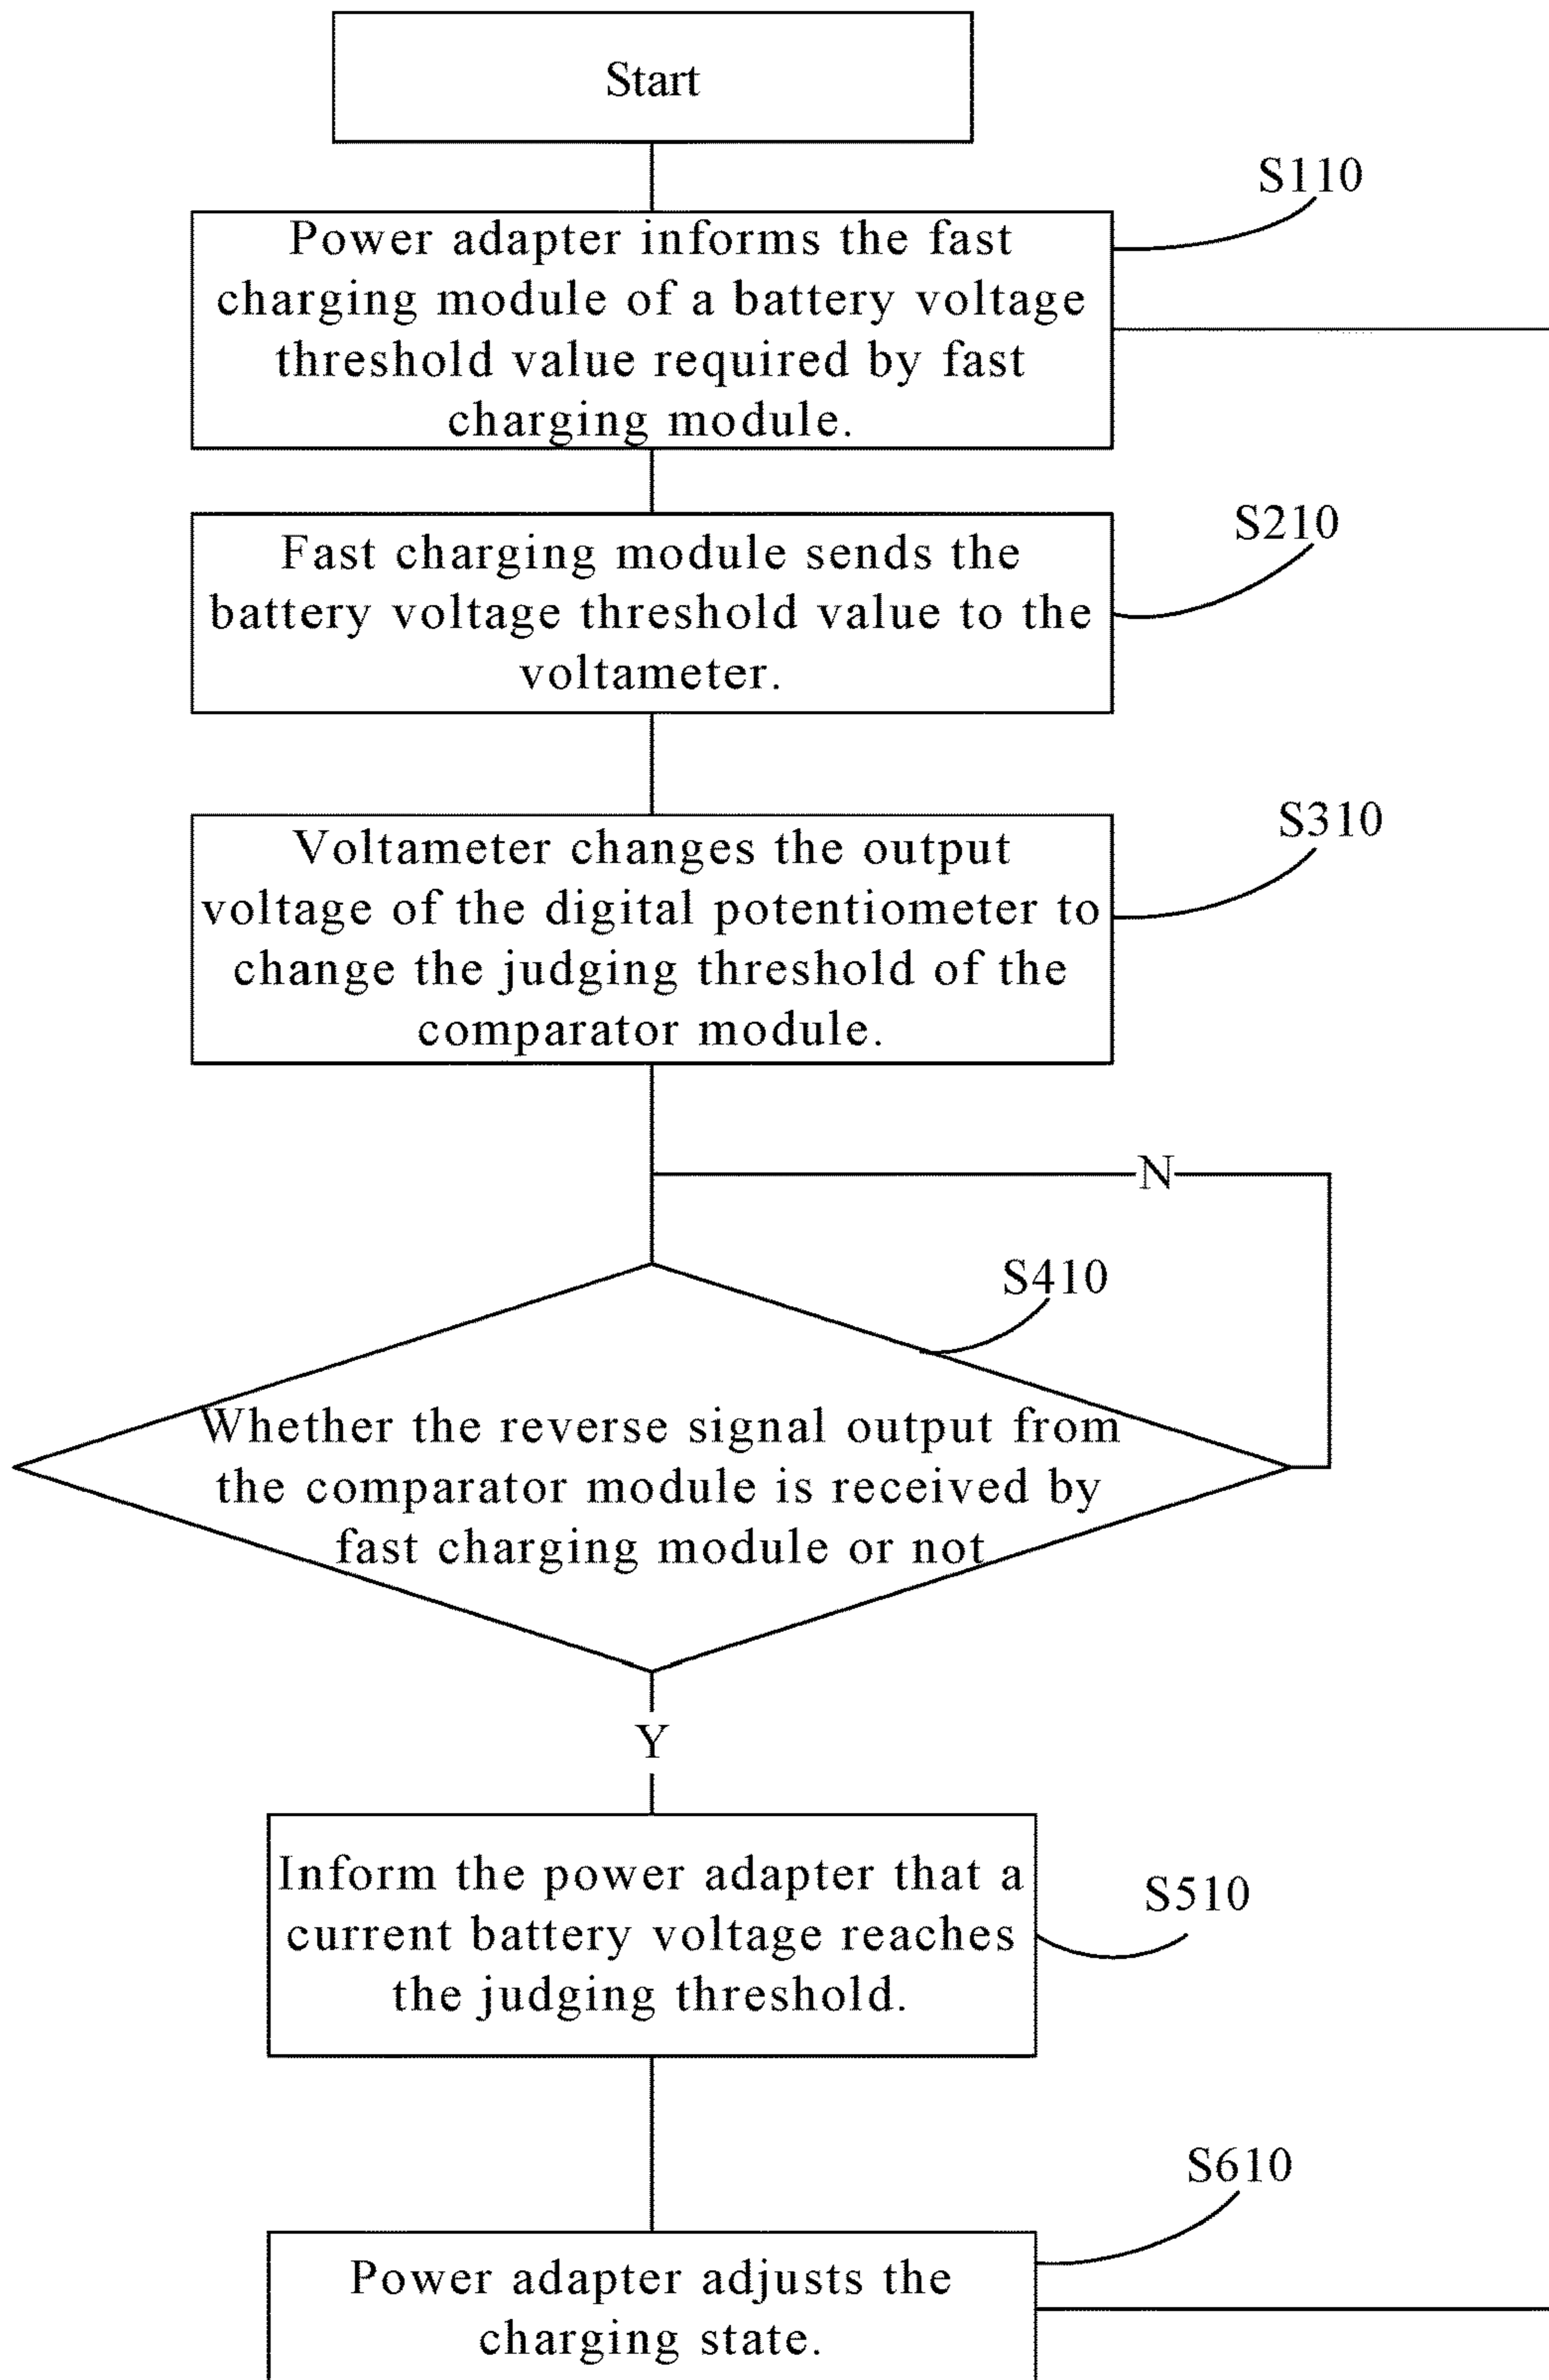 Start
S110
Power adapter informs the fast
charging module of a battery voltage
threshold value required by fast
charging module.
S210
Fast charging module sends the
battery voltage threshold value to the
voltameter.
S310
Voltameter changes the output
voltage of the digital potentiometer to
change the judging threshold of the
comparator module.
N
S410
Whether the reverse signal output from
the comparator module is received by
fast charging module or not
Y
Inform the power adapter that a
current battery voltage reaches
the judging threshold.
S510
S610
Power adapter adjusts the
charging state.